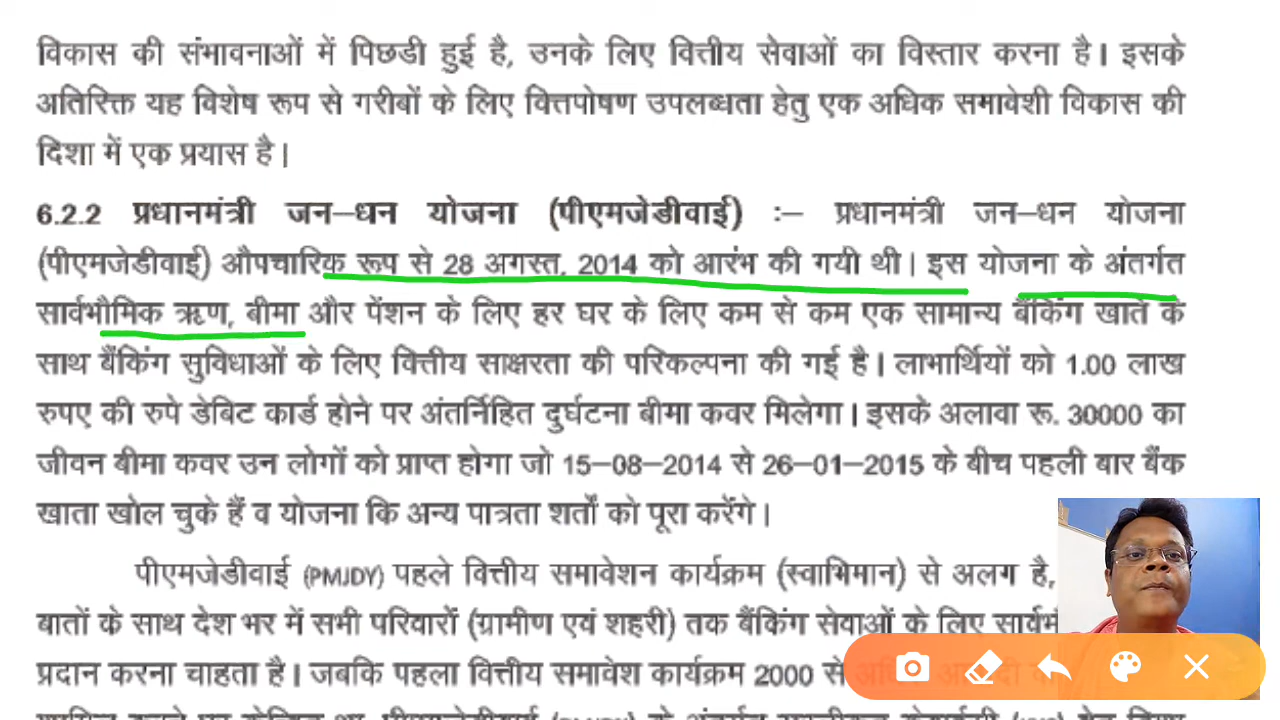 विकास की संभावनाओं में पिछडी हुई है, उनके लिए वित्तीय सेवाओं का विस्तार करना है। इसके
अतिरिक्त यह विशेष रूप से गरीबों के लिए वित्तपोषण उपलब्धता हेतु एक अधिक समावेशी विकास की
दिशा में एक प्रयास है।
6.2.2 प्रधानमंत्री जन–धन योजना (पीएमजेडीवाई) :– प्रधानमंत्री जन–धन योजना
(पीएमजेडीवाई) औपचारिक रूप से 28 अगस्त, 2014 को आरंभ की गयी थी। इस योजना के अंतर्गत
सार्वभौमिक ऋण, बीमा और पेंशन के लिए हर घर के लिए कम से कम एक सामान्य बैंकिंग खाते के
साथ बैंकिंग सुविधाओं के लिए वित्तीय साक्षरता की परिकल्पना की गई है। लाभार्थियों को 1.00 लाख
रुपए की रुपे डेबिट कार्ड होने पर अंतर्निहित दुर्घटना बीमा कवर मिलेगा। इसके अलावा रू. 30000 का
जीवन बीमा कवर उन लोगों को प्राप्त होगा जो 15–08–2014 से 26–01–2015 के बीच पहली बार बैंक
खाता खोल चुके हैं व योजना कि अन्य पात्रता शर्तों को पूरा करेंगे।
पीएमजेडीवाई (PMJDY) पहले वित्तीय समावेशन कार्यक्रम (स्वाभिमान) से अलग है,
बातों के साथ देश भर में सभी परिवारों (ग्रामीण एवं शहरी) तक बैंकिंग सेवाओं के लिए
प्रदान करना चाहता है। जबकि पहला वित्तीय समावेश कार्यक्रम 2000 से